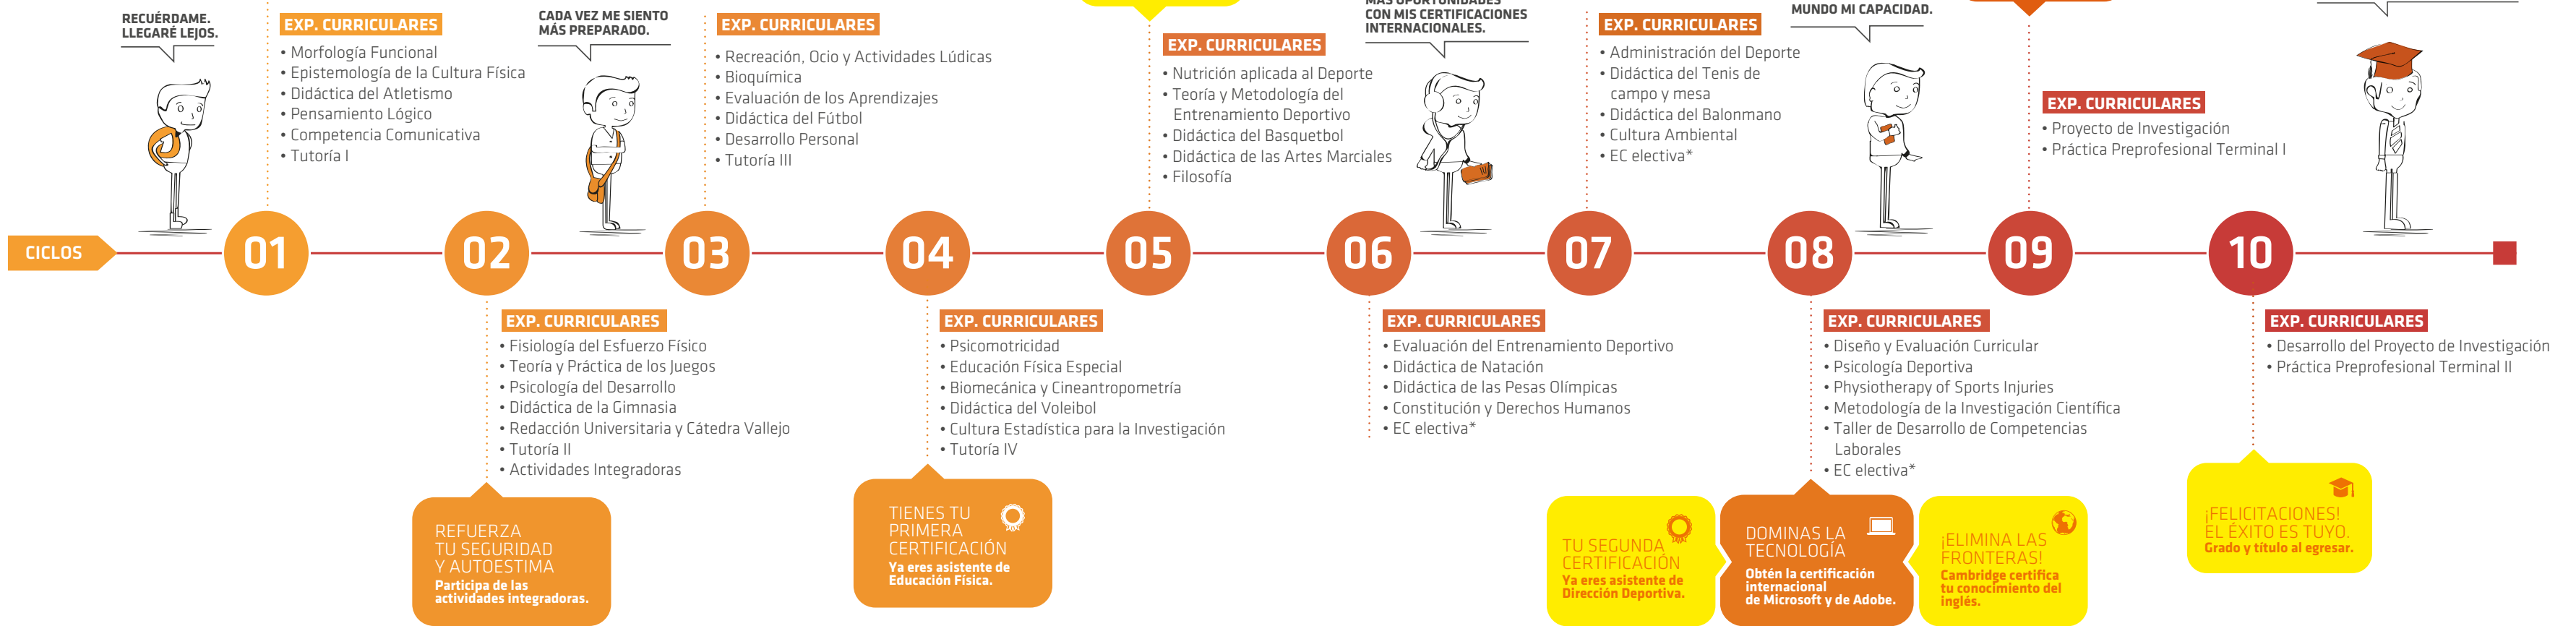 RECUÉRDAME.
LLEGARÉ LEJOS.
EXP. CURRICULARES
• Morfología Funcional
• Epistemología de la Cultura Física
• Didáctica del Atletismo
• Pensamiento Lógico
• Competencia Comunicativa
• Tutoría I
CADA VEZ ME SIENTO
MÁS PREPARADO.
EXP. CURRICULARES
• Recreación, Ocio y Actividades Lúdicas
• Bioquímica
• Evaluación de los Aprendizajes
• Didáctica del Fútbol
• Desarrollo Personal
• Tutoría III
EXP. CURRICULARES
• Nutrición aplicada al Deporte
• Teoría y Metodología del
Entrenamiento Deportivo
• Didáctica del Basquetbol
• Didáctica de las Artes Marciales
• Filosofía
MÁS OPORTUNIDADES
CON MIS CERTIFICACIONES
INTERNACIONALES.
EXP. CURRICULARES
• Administración del Deporte
• Didáctica del Tenis de
campo y mesa
• Didáctica del Balonmano
• Cultura Ambiental
• EC electiva*
MUNDO MI CAPACIDAD.
EXP. CURRICULARES
• Proyecto de Investigación
• Práctica Preprofesional Terminal I
CICLOS
01
02
03
04
05
06
07
08
09
10
EXP. CURRICULARES
• Fisiología del Esfuerzo Físico
• Teoría y Práctica de los Juegos
• Psicología del Desarrollo
• Didáctica de la Gimnasia
• Redacción Universitaria y Cátedra Vallejo
• Tutoría II
• Actividades Integradoras
REFUERZA
TU SEGURIDAD
Y AUTOESTIMA
Participa de las
actividades integradoras.
EXP. CURRICULARES
• Psicomotricidad
• Educación Física Especial
• Biomecánica y Cineantropometría
• Didáctica del Voleibol
• Cultura Estadística para la Investigación
• Tutoría IV
TIENES TU
PRIMERA
CERTIFICACIÓN
Ya eres asistente de
Educación Física.
EXP. CURRICULARES
• Evaluación del Entrenamiento Deportivo
• Didáctica de Natación
• Didáctica de las Pesas Olímpicas
• Constitución y Derechos Humanos
• EC electiva*
EXP. CURRICULARES
• Diseño y Evaluación Curricular
• Psicología Deportiva
• Physiotherapy of Sports Injuries
• Metodología de la Investigación Científica
• Taller de Desarrollo de Competencias
Laborales
• EC electiva*
TU SEGUNDA
CERTIFICACIÓN
Ya eres asistente de
Dirección Deportiva.
DOMINAS LA
TECNOLOGÍA
Obtén la certificación
internacional
de Microsoft y de Adobe.
¡ELIMINA LAS
FRONTERAS!
Cambridge certifica
tu conocimiento del
inglés.
EXP. CURRICULARES
• Desarrollo del Proyecto de Investigación
• Práctica Preprofesional Terminal II
¡FELICITACIONES!
EL ÉXITO ES TUYO.
Grado y título al egresar.